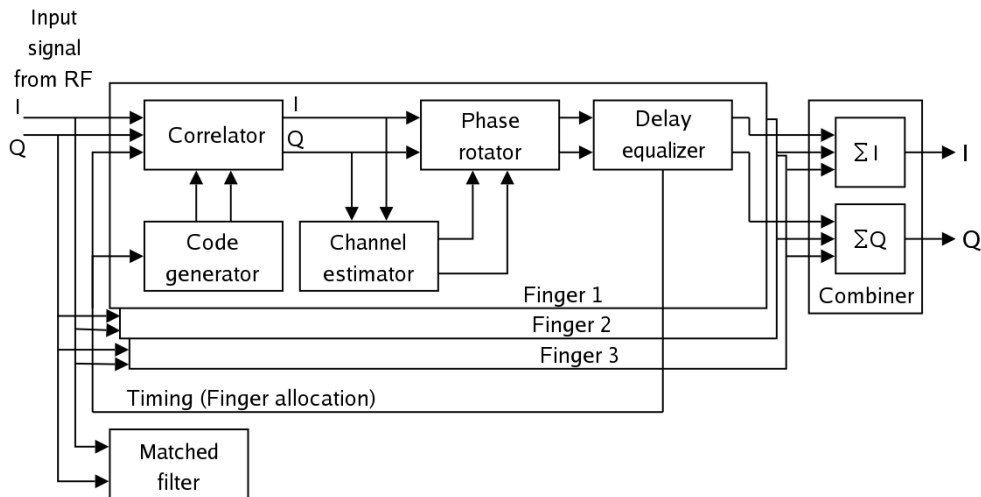 Input
signal
from RF
I
Q
Correlator
I
Q
Phase
rotator
Delay
equalizer
Σ I
I
Code
generator
Channel
estimator
ΣQ
Q
Combiner
Finger 1
Finger 2
Finger 3
Timing (Finger allocation)
Matched
filter